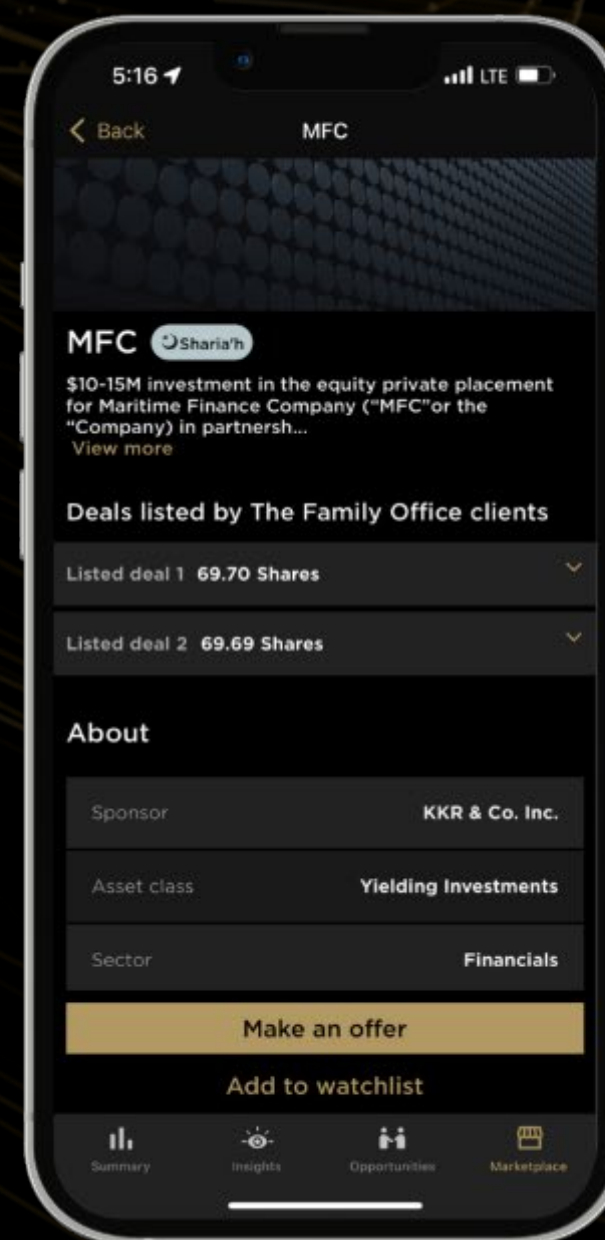 5:16
LTE
Back
MFC
MFC
Sharia'h
$10-15M investment in the equity private placement
for Maritime Finance Company (“MFC”or the
“Company) in partnersh...
View more
Deals listed by The Family Office clients
Listed deal 1 69.70 Shares
Listed deal 2 69.69 Shares
About
Sponsor KKR & Co. Inc.
Asset class Yielding Investments
Sector Financials
Make an offer
Add to watchlist
Summary Insights Opportunities Marketplace